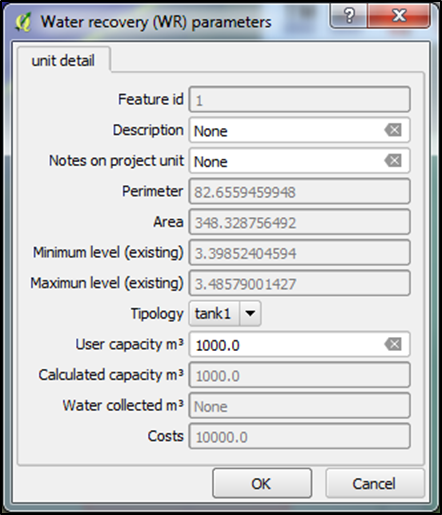 Water recovery (WR) parameters
unit detail
Feature id 1
Description None
Notes on project unit None
Perimeter 82.6559459948
Area 348.328756492
Minimum level (existing) 3.39852404594
Maximun level (existing) 3.48579001427
Tipology tank1
User capacity m³ 1000.0
Calculated capacity m³ 1000.0
Water collected m³ None
Costs 10000.0
OK Cancel